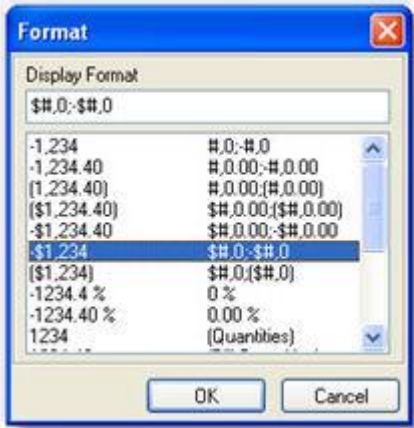 Format
Display Format
$#,0;-$#,0
-1,234 #,0;-#,0
-1,234.40 #,0.00;-#,0.00
(1,234.40) #,0.00;(#,0.00)
($1,234.40) $#,0.00;($#,0.00)
-$1,234.40 $#,0.00;-$#,0.00
-$1,234 $#,0;-$#,0
($1,234) $#,0;($#,0)
-1234.4 % 0 %
-1234.40 % 0.00 %
1234 (Quantities)
OK Cancel